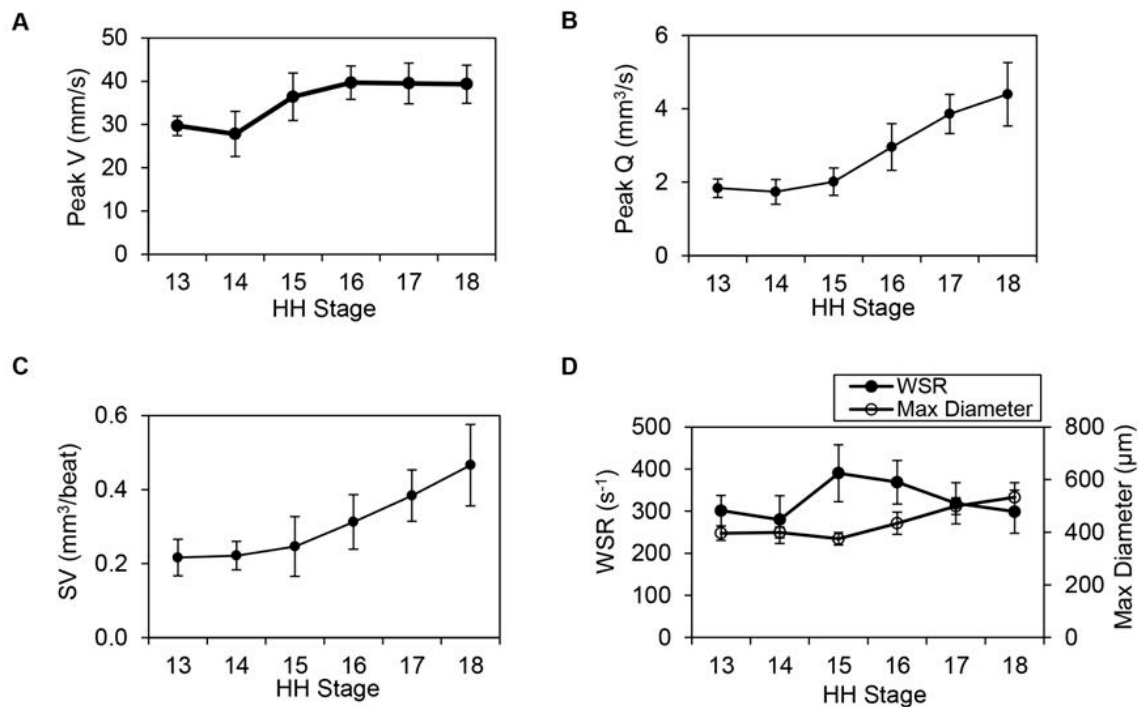 A
Peak V (mm/s)
50
40
30
20
10
0
13 14 15 16 17 18
HH Stage
B
Peak Q (mm³/s)
6
4
2
0
13 14 15 16 17 18
HH Stage
C
SV (mm³/beat)
0.6
0.4
0.2
0.0
13 14 15 16 17 18
HH Stage
D
WSR
Max Diameter
WSR (s⁻¹)
500
400
300
200
100
0
800
600
400
200
0
Max Diameter (μm)
13 14 15 16 17 18
HH Stage